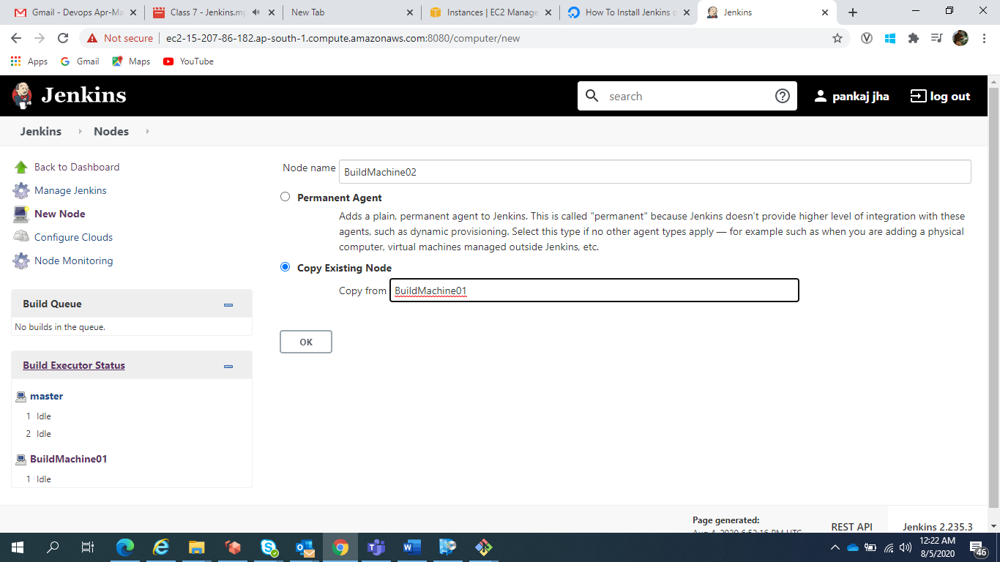 Gmail - Devops Apr-Ma
Class 7 - Jenkins.mp
New Tab
Instances | EC2 Manage
How To Install Jenkins o
Jenkins
Not secure
ec2-15-207-86-182.ap-south-1.compute.amazonaws.com:8080/computer/new
Apps
Gmail
Maps
YouTube
Jenkins
search
pankaj jha
log out
Jenkins
Nodes
Back to Dashboard
Manage Jenkins
New Node
Configure Clouds
Node Monitoring
Build Queue
No builds in the queue.
Build Executor Status
master
1 Idle
2 Idle
BuildMachine01
1 Idle
Node name BuildMachine02
Permanent Agent
Adds a plain, permanent agent to Jenkins. This is called "permanent" because Jenkins doesn’t provide higher level of integration with these
agents, such as dynamic provisioning. Select this type if no other agent types apply — for example such as when you are adding a physical
computer, virtual machines managed outside Jenkins, etc.
Copy Existing Node
Copy from BuildMachine01
OK
Page generated:
Aug 4, 2020 6:52:16 PM UTC
REST API
Jenkins 2.235.3
12:22 AM
8/5/2020
46